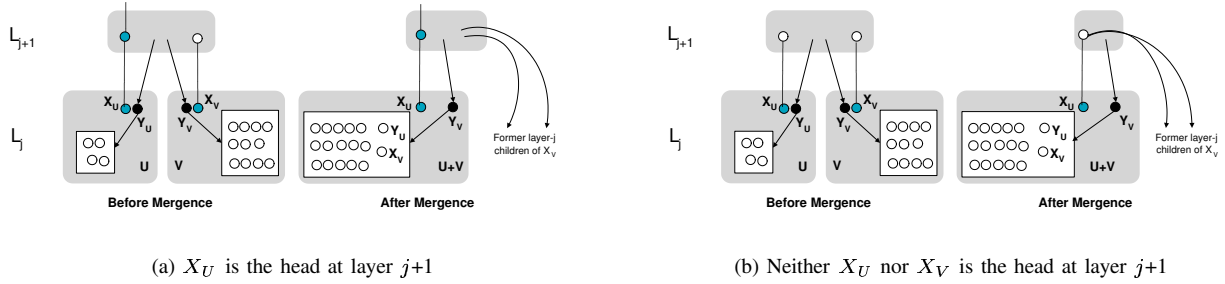 L_{j+1}
X_U
X_V
Y_U
Y_V
L_j
U
V
Before Mergence
X_U
Y_V
Y_U
X_V
U+V
Former layer-j
children of X_V
After Mergence
(a) X_U is the head at layer j+1
L_{j+1}
X_U
X_V
Y_U
Y_V
L_j
U
V
Before Mergence
X_U
Y_V
Y_U
X_V
U+V
Former layer-j
children of X_V
After Mergence
(b) Neither X_U nor X_V is the head at layer j+1